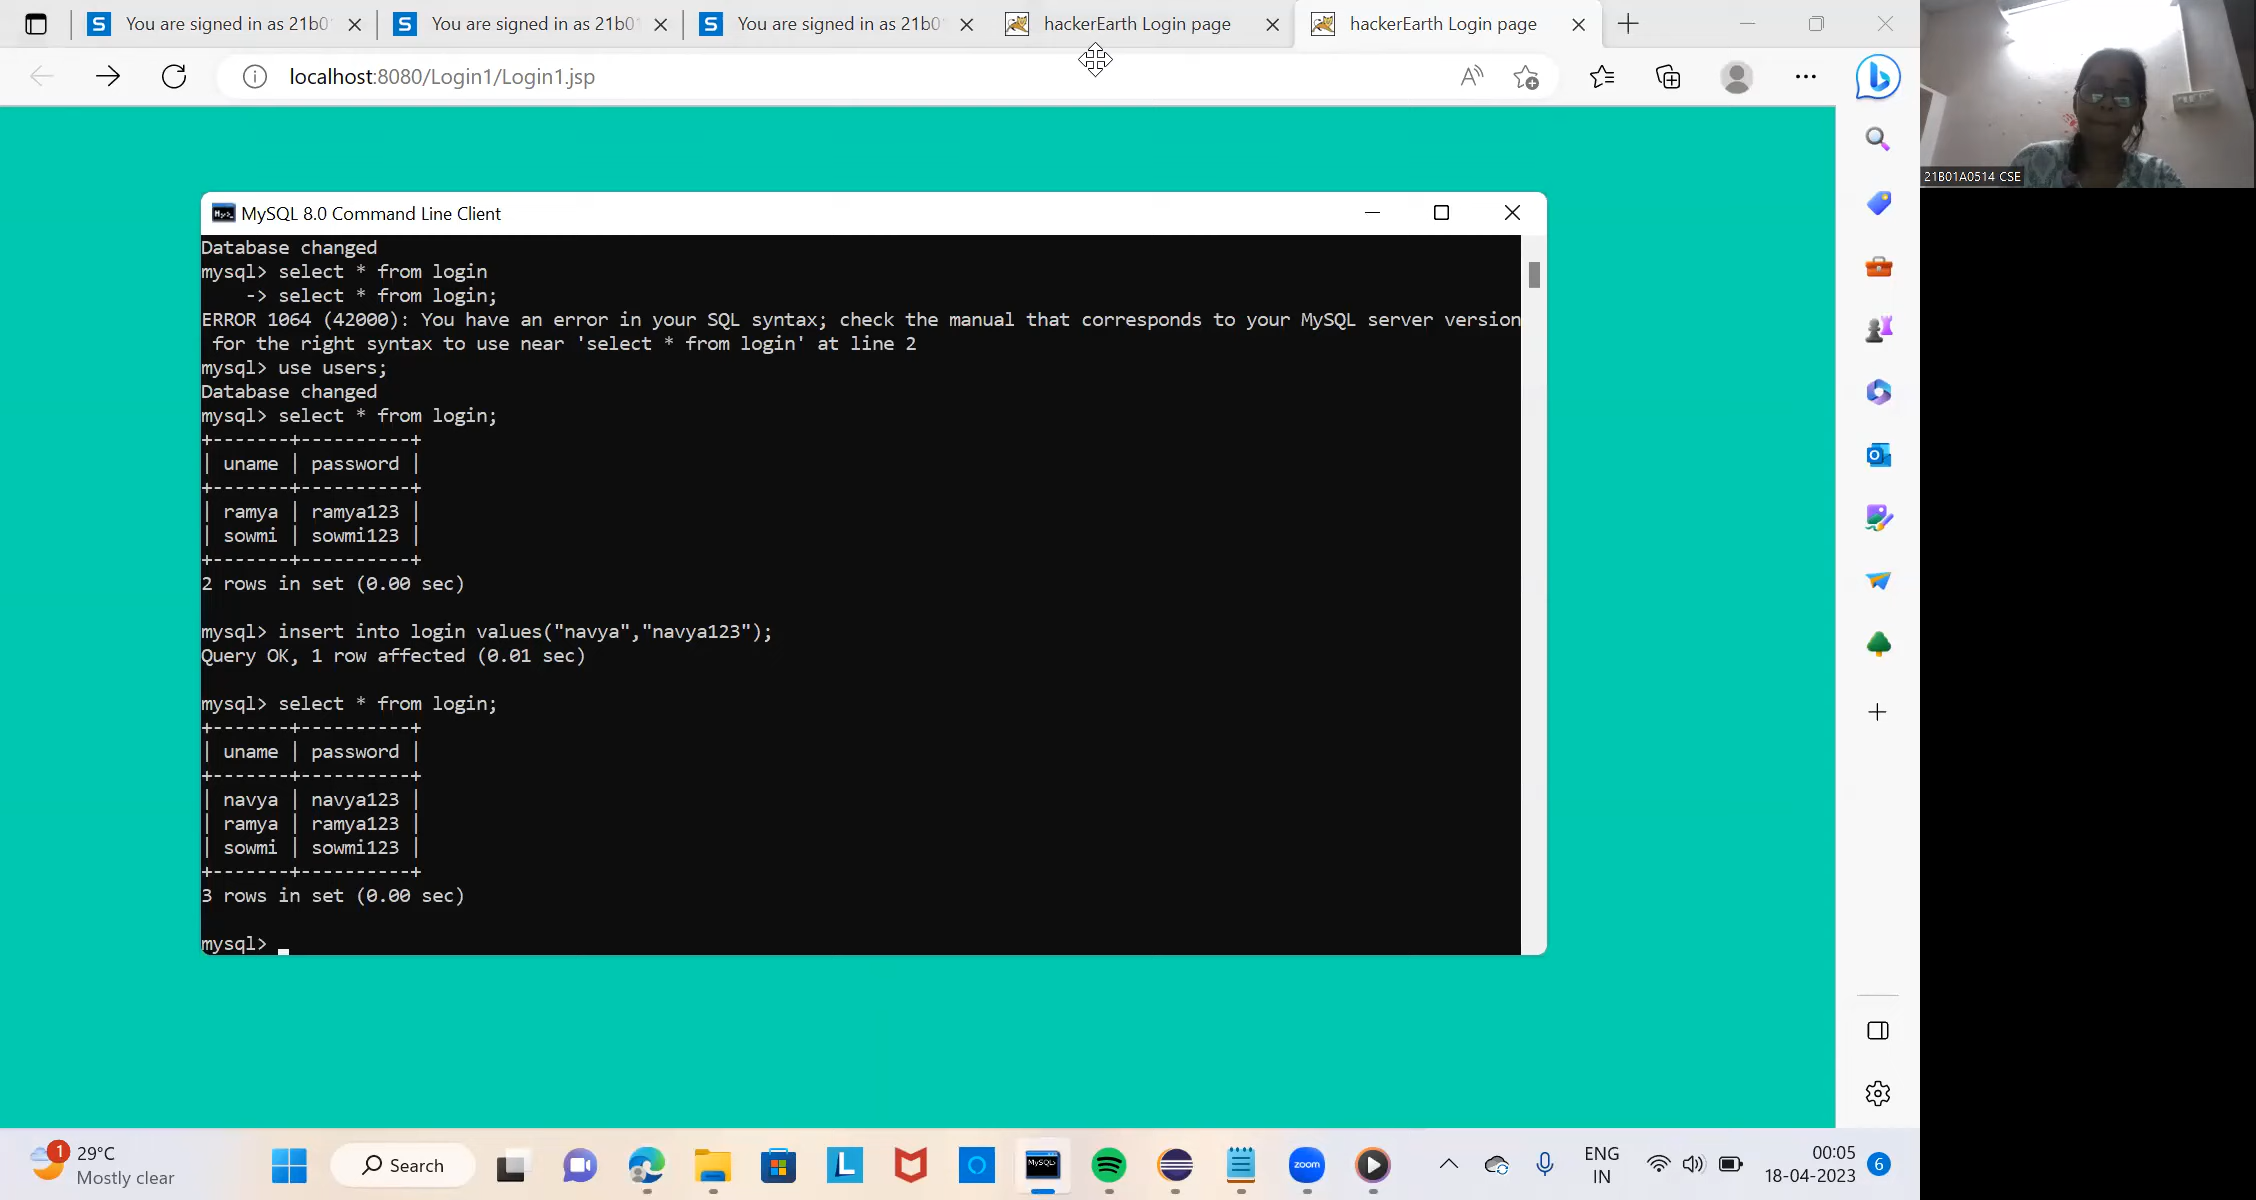 You are signed in as 21b0
You are signed in as 21b0
You are signed in as 21b0
hackerEarth Login page
hackerEarth Login page
localhost:8080/Login1/Login1.jsp
21B01A0514 CSE
MySQL 8.0 Command Line Client
Database changed
mysql> select * from login
    -> select * from login;
ERROR 1064 (42000): You have an error in your SQL syntax; check the manual that corresponds to your MySQL server version
 for the right syntax to use near 'select * from login' at line 2
mysql> use users;
Database changed
mysql> select * from login;
+-------+----------+
| uname | password |
+-------+----------+
| ramya | ramya123 |
| sowmi | sowmi123 |
+-------+----------+
2 rows in set (0.00 sec)
mysql> insert into login values("navya","navya123");
Query OK, 1 row affected (0.01 sec)
mysql> select * from login;
+-------+----------+
| uname | password |
+-------+----------+
| navya | navya123 |
| ramya | ramya123 |
| sowmi | sowmi123 |
+-------+----------+
3 rows in set (0.00 sec)
mysql>
1
29°C
Mostly clear
Search
L
MySQL>
zoom
ENG
IN
00:05
18-04-2023
6